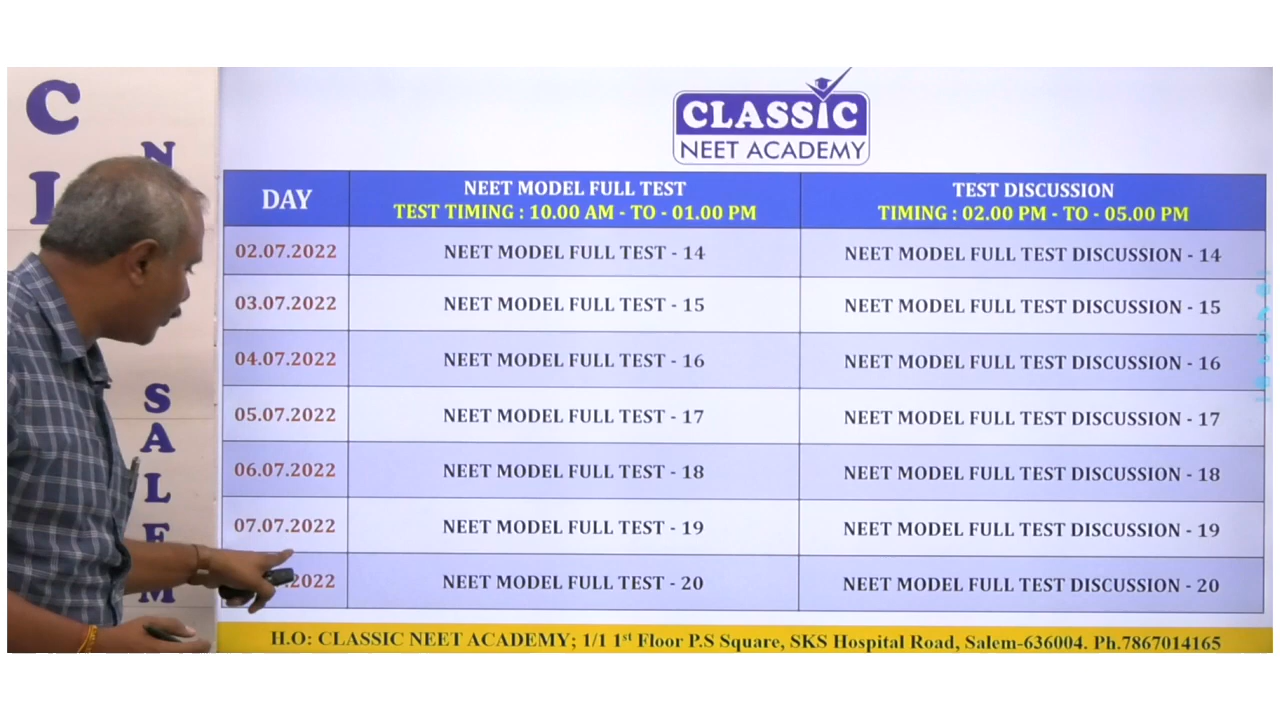 C
L
N
S
A
L
E
M
CLASSIC
NEET ACADEMY
DAY
NEET MODEL FULL TEST
TEST TIMING : 10.00 AM - TO - 01.00 PM
TEST DISCUSSION
TIMING : 02.00 PM - TO - 05.00 PM
02.07.2022
NEET MODEL FULL TEST - 14
NEET MODEL FULL TEST DISCUSSION - 14
03.07.2022
NEET MODEL FULL TEST - 15
NEET MODEL FULL TEST DISCUSSION - 15
04.07.2022
NEET MODEL FULL TEST - 16
NEET MODEL FULL TEST DISCUSSION - 16
05.07.2022
NEET MODEL FULL TEST - 17
NEET MODEL FULL TEST DISCUSSION - 17
06.07.2022
NEET MODEL FULL TEST - 18
NEET MODEL FULL TEST DISCUSSION - 18
07.07.2022
NEET MODEL FULL TEST - 19
NEET MODEL FULL TEST DISCUSSION - 19
.2022
NEET MODEL FULL TEST - 20
NEET MODEL FULL TEST DISCUSSION - 20
H.O: CLASSIC NEET ACADEMY; 1/1 1st Floor P.S Square, SKS Hospital Road, Salem-636004. Ph.7867014165